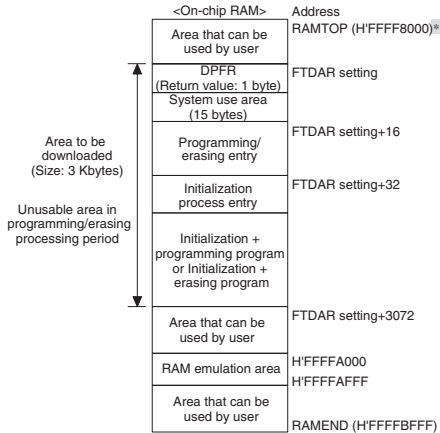 <On-chip RAM>
Address
Area that can be
used by user
RAMTOP (H'FFFF8000)*
DPFR
(Return value: 1 byte)
FTDAR setting
System use area
(15 bytes)
Area to be
downloaded
(Size: 3 Kbytes)
Unusable area in
programming/erasing
processing period
Programming/
erasing entry
FTDAR setting+16
Initialization
process entry
FTDAR setting+32
Initialization +
programming program
or Initialization +
erasing program
Area that can be
used by user
FTDAR setting+3072
RAM emulation area
H'FFFFA000
H'FFFFAFFF
Area that can be
used by user
RAMEND (H'FFFFBFFF)